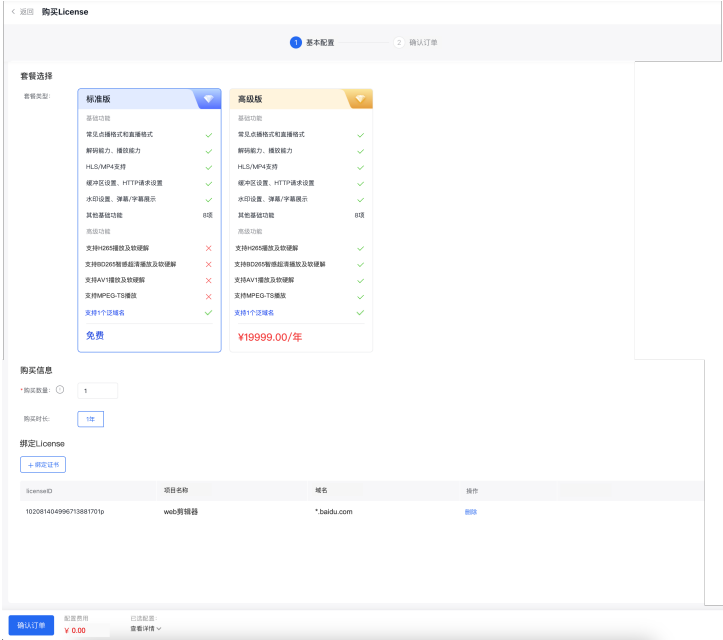 < 返回 购买License
1 基本配置 2 确认订单
套餐选择
套餐类型:
标准版
基础功能
常见点播格式和直播格式
解码能力、播放能力
HLS/MP4支持
缓冲区设置、HTTP请求设置
水印设置、弹幕/字幕展示
其他基础功能 8项
高级功能
支持H265播放及软硬解
支持BD265智感超清播放及软硬解
支持AV1播放及软硬解
支持MPEG-TS播放
支持1个泛域名
免费
高级版
基础功能
常见点播格式和直播格式
解码能力、播放能力
HLS/MP4支持
缓冲区设置、HTTP请求设置
水印设置、弹幕/字幕展示
其他基础功能 8项
高级功能
支持H265播放及软硬解
支持BD265智感超清播放及软硬解
支持AV1播放及软硬解
支持MPEG-TS播放
支持1个泛域名
¥19999.00/年
购买信息
*购买数量: 1
购买时长: 1年
绑定License
+ 绑定证书
licenseID 项目名称 域名 操作
102081404996713881701p web剪辑器 *.baidu.com 删除
确认订单
配置费用
¥ 0.00
已选配置:
查看详情